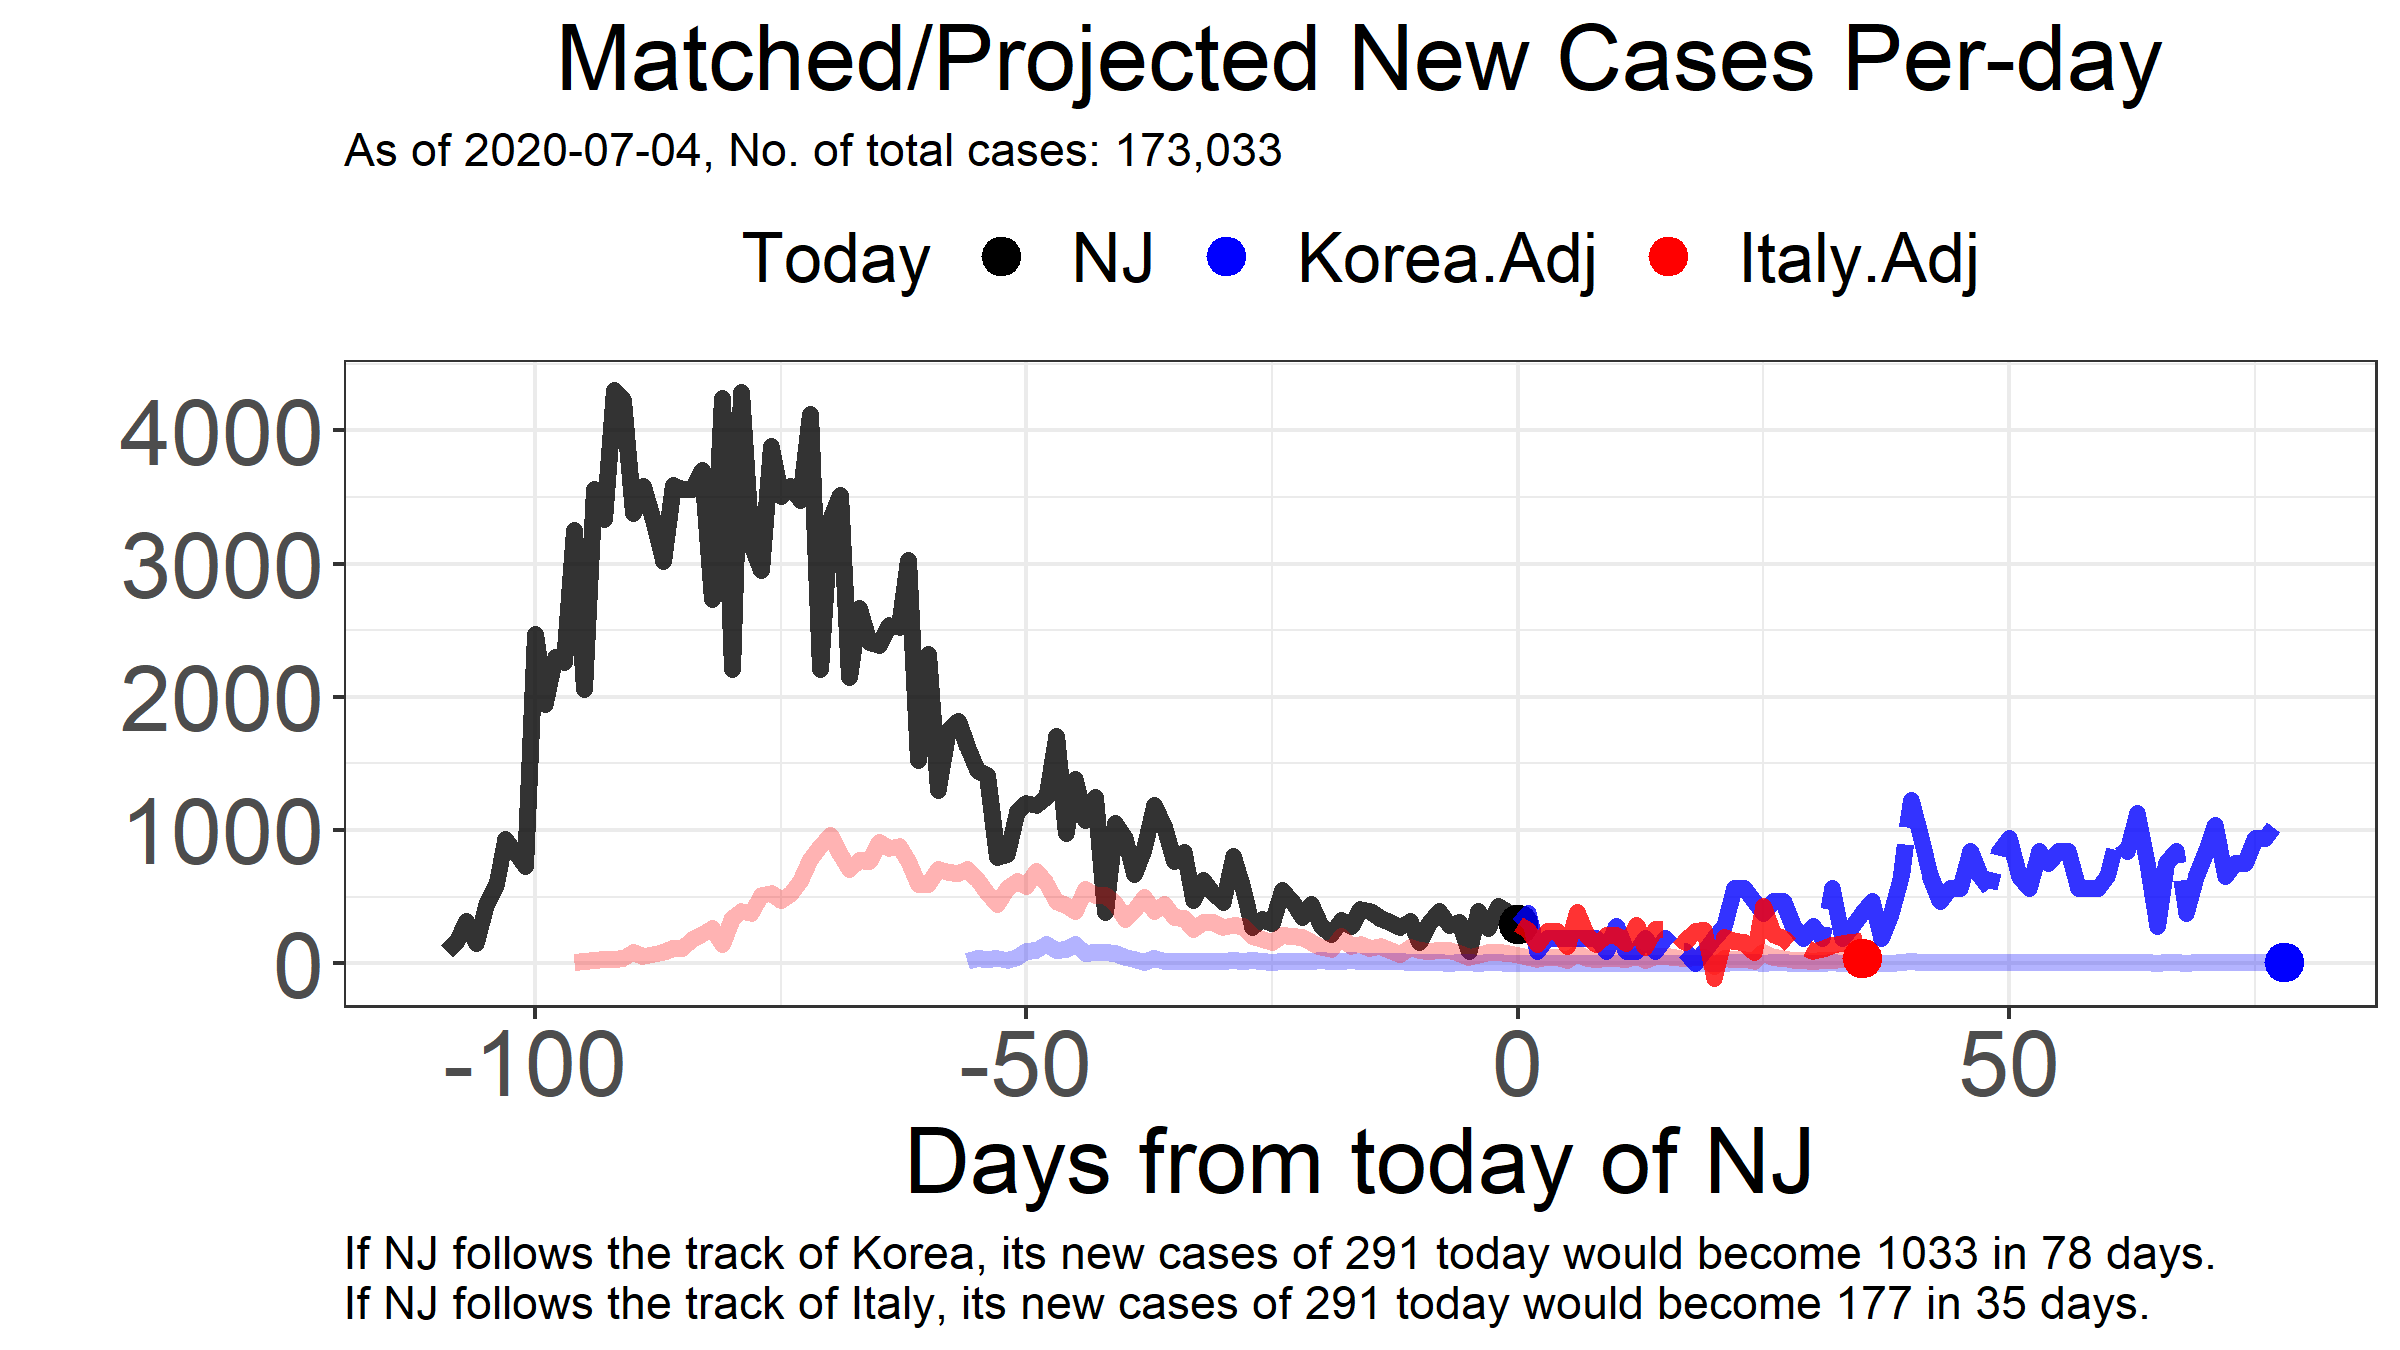 Matched/Projected New Cases Per-day
As of 2020-07-04, No. of total cases: 173,033
Today NJ Korea.Adj Italy.Adj
4000
3000
2000
1000
0
-100 -50 0 50
Days from today of NJ
If NJ follows the track of Korea, its new cases of 291 today would become 1033 in 78 days.
If NJ follows the track of Italy, its new cases of 291 today would become 177 in 35 days.